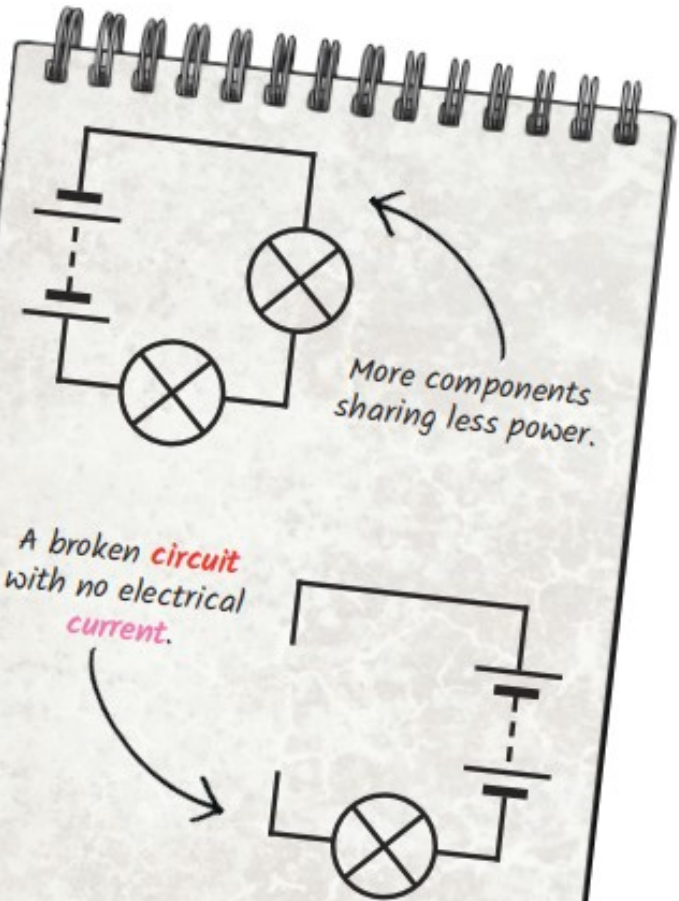 More components
sharing less power.
A broken circuit
with no electrical
current.